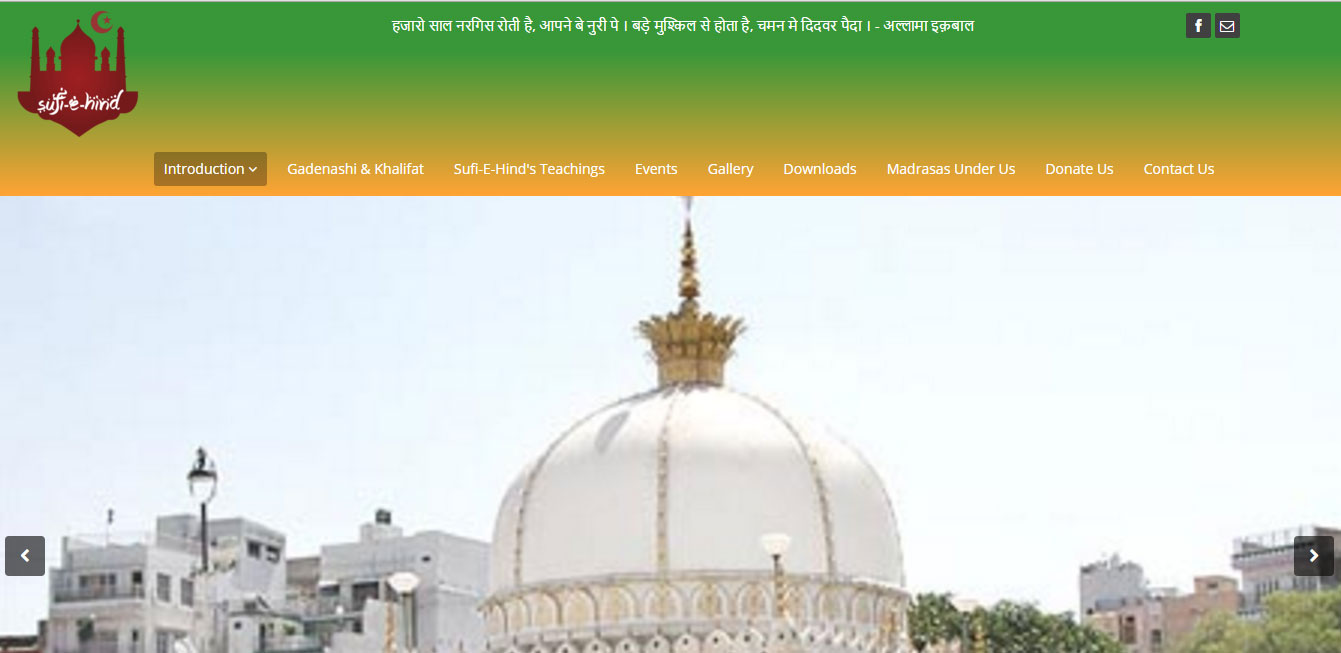 हजारो साल नरगिस रोती है, आपने बे नुरी पे । बड़े मुश्किल से होता है, चमन मे दिदवर पैदा । - अल्लामा इक़बाल
sufi-e-hind
Introduction
Gadenashi & Khalifat
Sufi-E-Hind's Teachings
Events
Gallery
Downloads
Madrasas Under Us
Donate Us
Contact Us